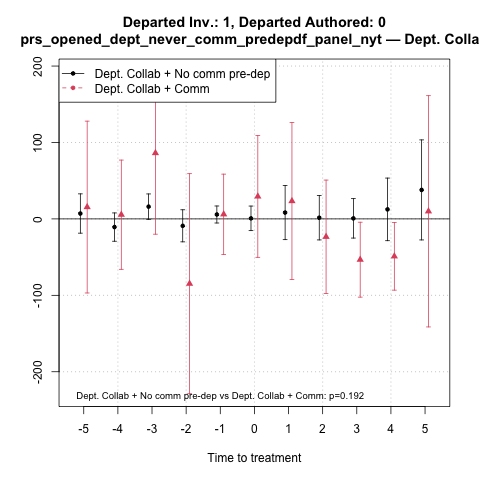 Departed Inv.: 1, Departed Authored: 0
prs_opened_dept_never_comm_predepdf_panel_nyt — Dept. Colla
Dept. Collab + No comm pre-dep
Dept. Collab + Comm
200
100
0
-100
-200
Dept. Collab + No comm pre-dep vs Dept. Collab + Comm: p=0.192
-5 -4 -3 -2 -1 0 1 2 3 4 5
Time to treatment